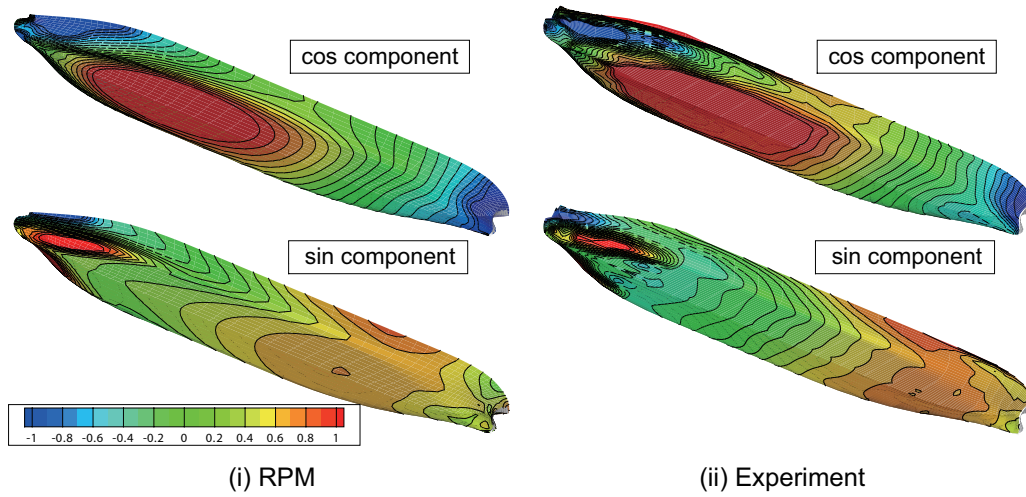 cos component
cos component
sin component
sin component
-1 -0.8 -0.6 -0.4 -0.2 0 0.2 0.4 0.6 0.8 1
(i) RPM
(ii) Experiment